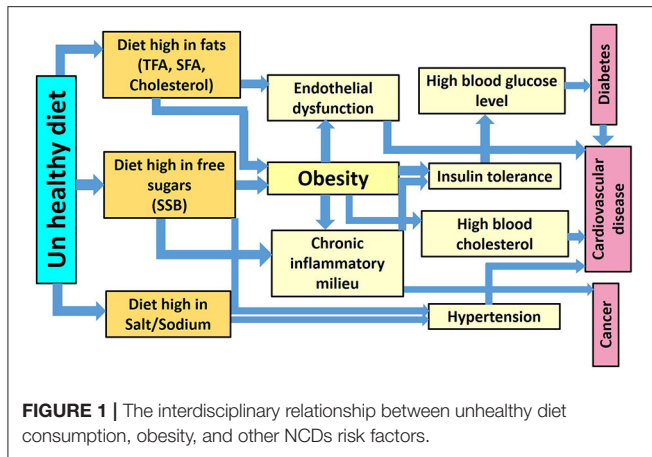 Un healthy diet
Diet high in fats
(TFA, SFA,
Cholesterol)
Diet high in free
sugars
(SSB)
Diet high in
Salt/Sodium
Endothelial
dysfunction
Obesity
Chronic
inflammatory
milieu
High blood glucose
level
Insulin tolerance
High blood
cholesterol
Hypertension
Diabetes
Cardiovascular
disease
Cancer
FIGURE 1 | The interdisciplinary relationship between unhealthy diet
consumption, obesity, and other NCDs risk factors.